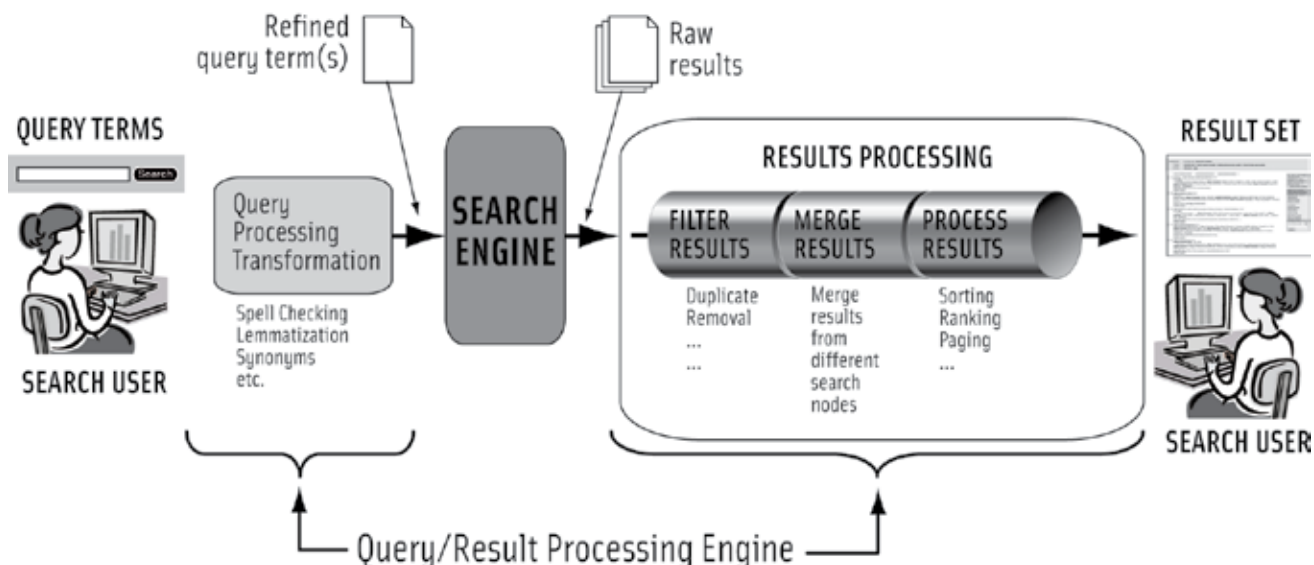 Refined
query term(s)
Raw
results
QUERY TERMS
Search
SEARCH USER
Query
Processing
Transformation
Spell Checking
Lemmatization
Synonyms
etc.
SEARCH
ENGINE
RESULTS PROCESSING
FILTER
RESULTS
Duplicate
Removal
...
...
MERGE
RESULTS
Merge
results
from
different
search
nodes
PROCESS
RESULTS
Sorting
Ranking
Paging
...
RESULT SET
SEARCH USER
Query/Result Processing Engine